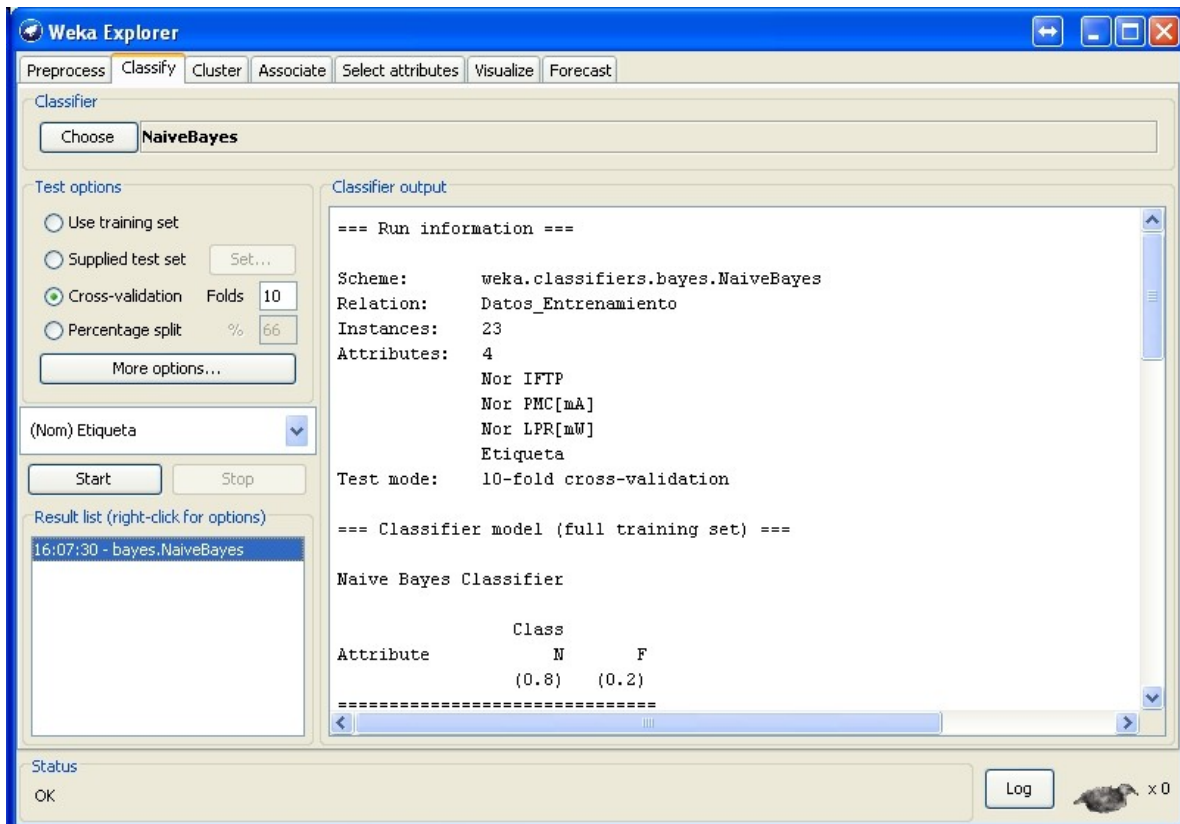 Weka Explorer
Preprocess Classify Cluster Associate Select attributes Visualize Forecast
Classifier
Choose NaiveBayes
Test options
Use training set
Supplied test set Set...
Cross-validation Folds 10
Percentage split % 66
More options...
(Nom) Etiqueta
Start Stop
Result list (right-click for options)
16:07:30 - bayes.NaiveBayes
Classifier output
=== Run information ===
Scheme: weka.classifiers.bayes.NaiveBayes
Relation: Datos_Entrenamiento
Instances: 23
Attributes: 4
Nor IFTP
Nor PMC[mA]
Nor LPR[mW]
Etiqueta
Test mode: 10-fold cross-validation
=== Classifier model (full training set) ===
Naive Bayes Classifier
Class
Attribute N F
(0.8) (0.2)
===============================
Status
OK
Log x 0